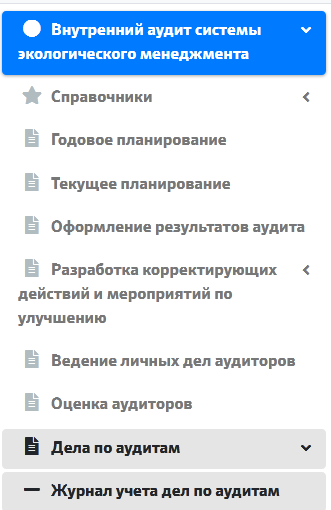 Внутренний аудит системы
экологического менеджмента
Справочники
Годовое планирование
Текущее планирование
Оформление результатов аудита
Разработка корректирующих
действий и мероприятий по
улучшению
Ведение личных дел аудиторов
Оценка аудиторов
Дела по аудитам
Журнал учета дел по аудитам